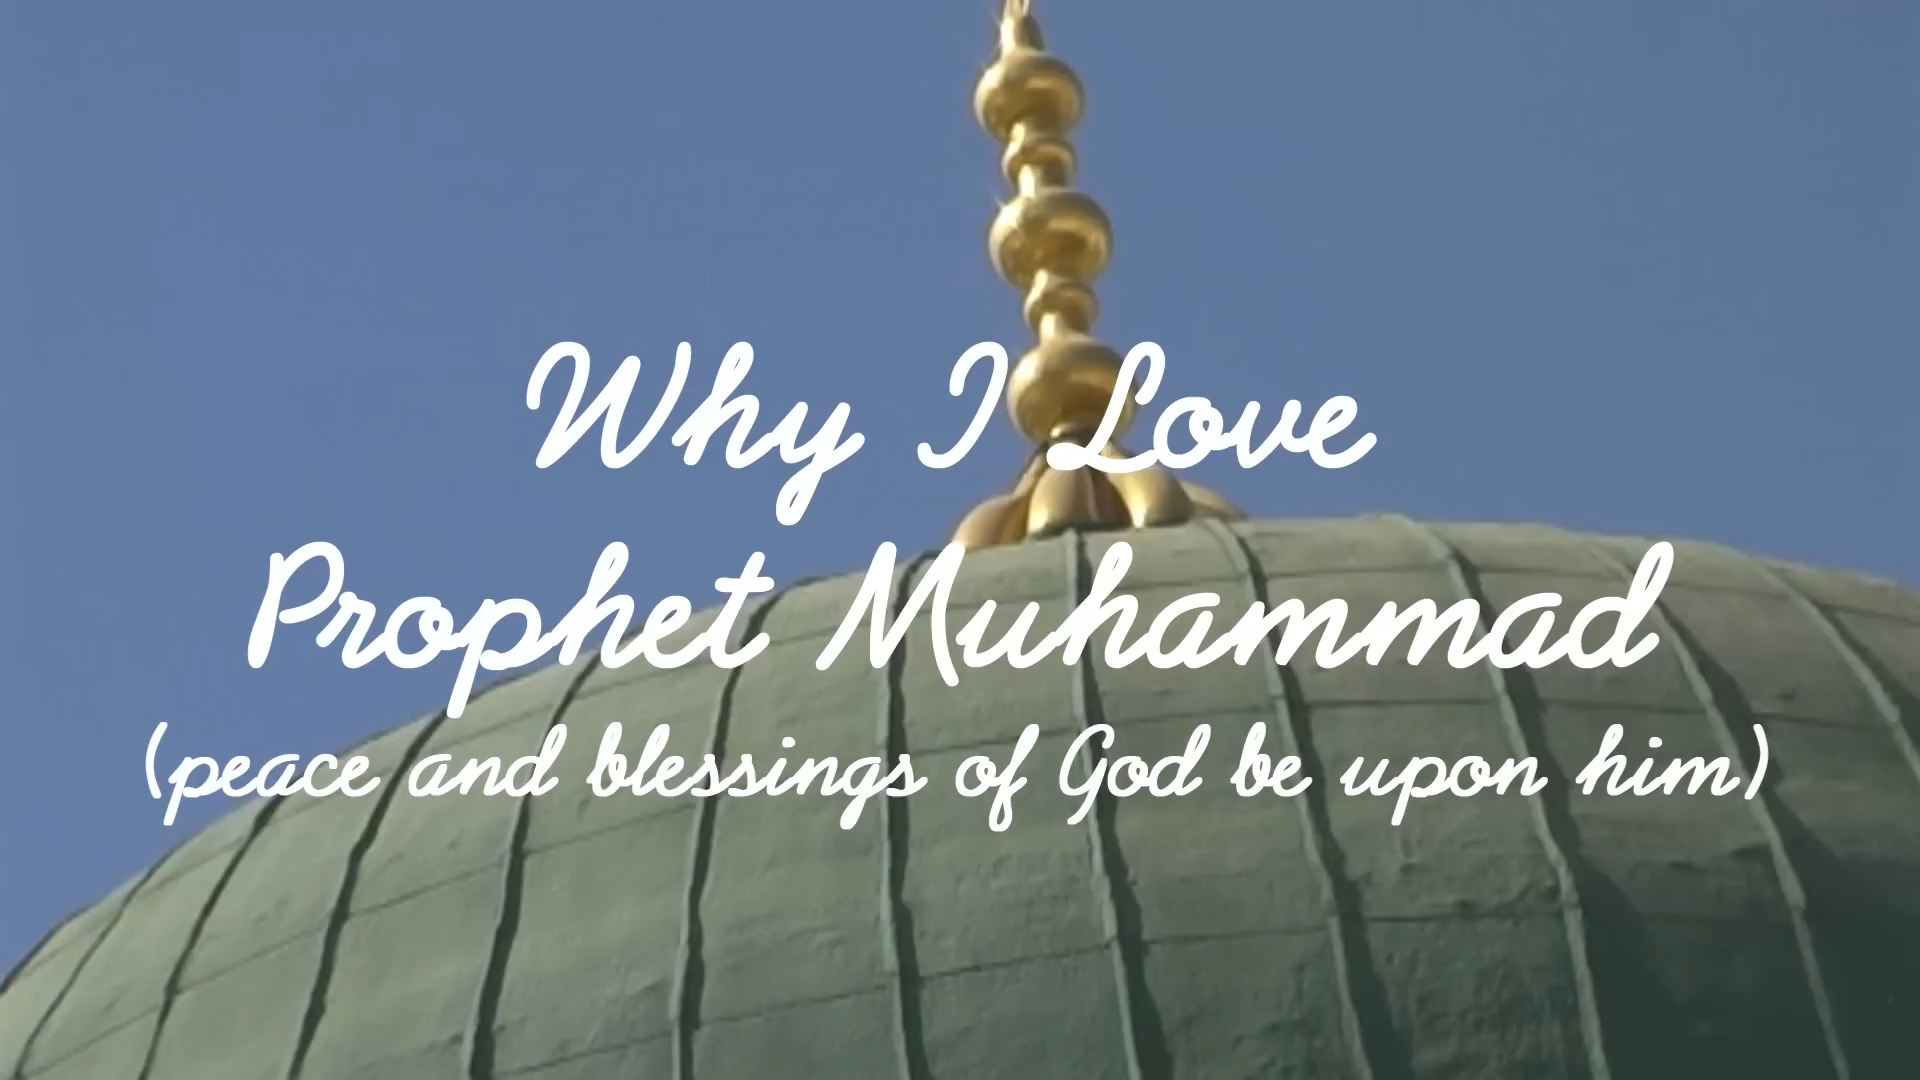 Why I Love
Prophet Muhammad
(peace and blessings of God be upon him)